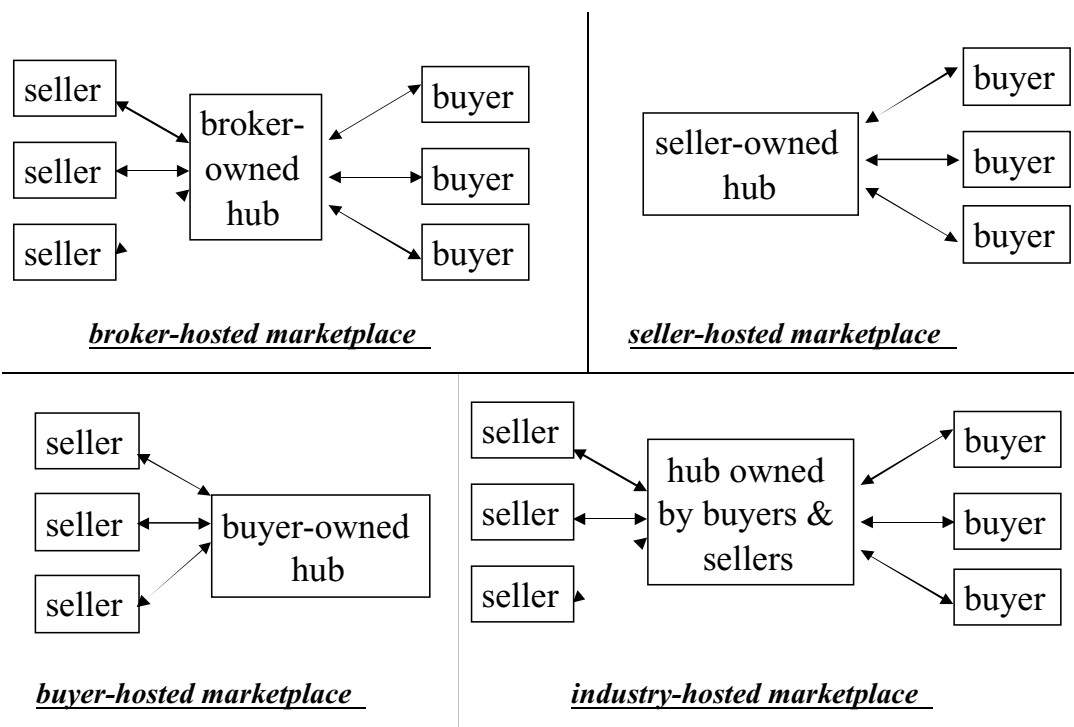 seller
seller
seller
broker-
owned
hub
buyer
buyer
buyer
broker-hosted marketplace
seller-owned
hub
buyer
buyer
buyer
seller-hosted marketplace
seller
seller
seller
buyer-owned
hub
buyer-hosted marketplace
seller
seller
seller
hub owned
by buyers &
sellers
buyer
buyer
buyer
industry-hosted marketplace